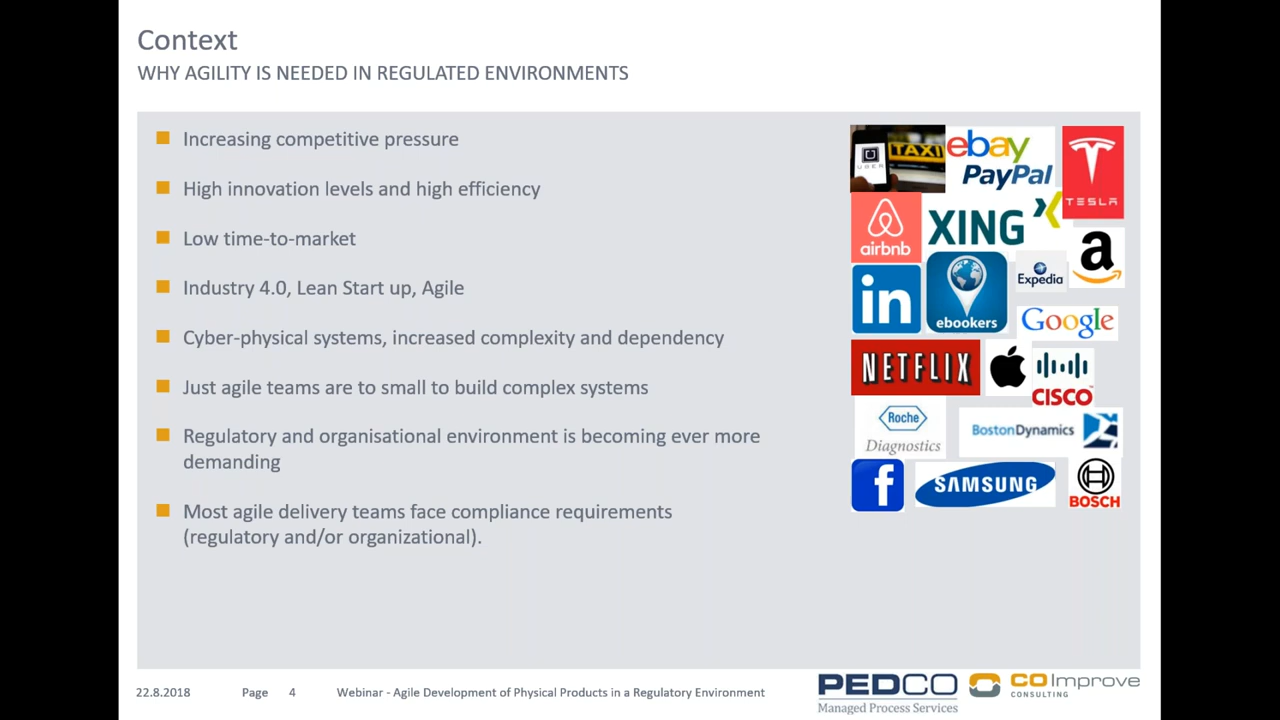 Context
WHY AGILITY IS NEEDED IN REGULATED ENVIRONMENTS
Increasing competitive pressure
High innovation levels and high efficiency
Low time-to-market
Industry 4.0, Lean Start up, Agile
Cyber-physical systems, increased complexity and dependency
Just agile teams are to small to build complex systems
Regulatory and organisational environment is becoming ever more
demanding
Most agile delivery teams face compliance requirements
(regulatory and/or organizational).
UBER
TAXI
ebay
PayPal
TESLA
airbnb
XING
a
in
ebookers
Expedia
Google
NETFLIX
CISCO
Roche
Diagnostics
BostonDynamics
f
SAMSUNG
BOSCH
22.8.2018 Page 4 Webinar - Agile Development of Physical Products in a Regulatory Environment
PEDCO
Managed Process Services
COImprove
CONSULTING